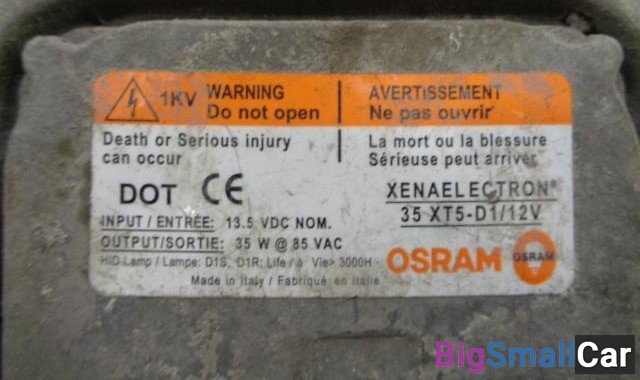 1KV
WARNING
Do not open
AVERTISSEMENT
Ne pas ouvrir
Death or Serious injury
can occur
La mort ou la blessure
Sérieuse peut arriver
DOT CE
XENAELECTRON®
35 XT5-D1/12V
INPUT / ENTRÉE: 13.5 VDC NOM.
OUTPUT/SORTIE: 35 W @ 85 VAC
HID Lamp / Lampe: D1S, D1R; Life / à Vie> 3000H
OSRAM OSRAM
Made in Italy / Fabriqué en Italie
BigSmallCar